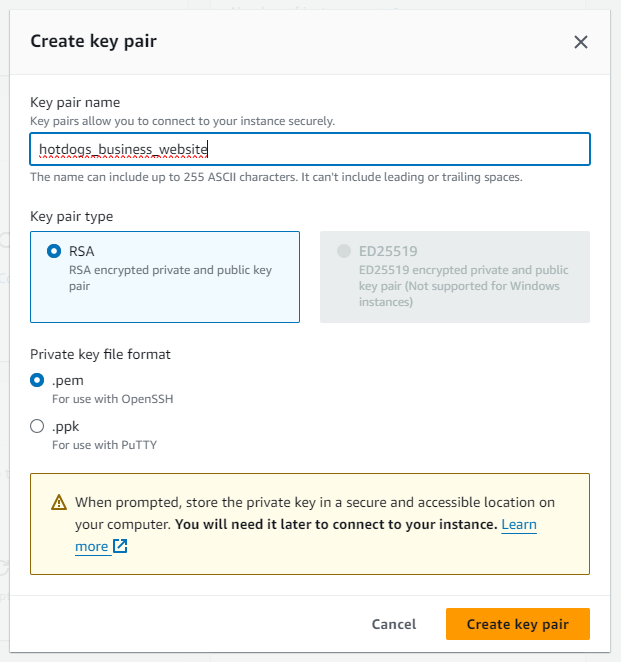 Create key pair
Key pair name
Key pairs allow you to connect to your instance securely.
hotdogs_business_website
The name can include up to 255 ASCII characters. It can't include leading or trailing spaces.
Key pair type
RSA
RSA encrypted private and public key
pair
ED25519
ED25519 encrypted private and public
key pair (Not supported for Windows
instances)
Private key file format
.pem
For use with OpenSSH
.ppk
For use with PuTTY
When prompted, store the private key in a secure and accessible location on
your computer. You will need it later to connect to your instance. Learn
more
Cancel
Create key pair